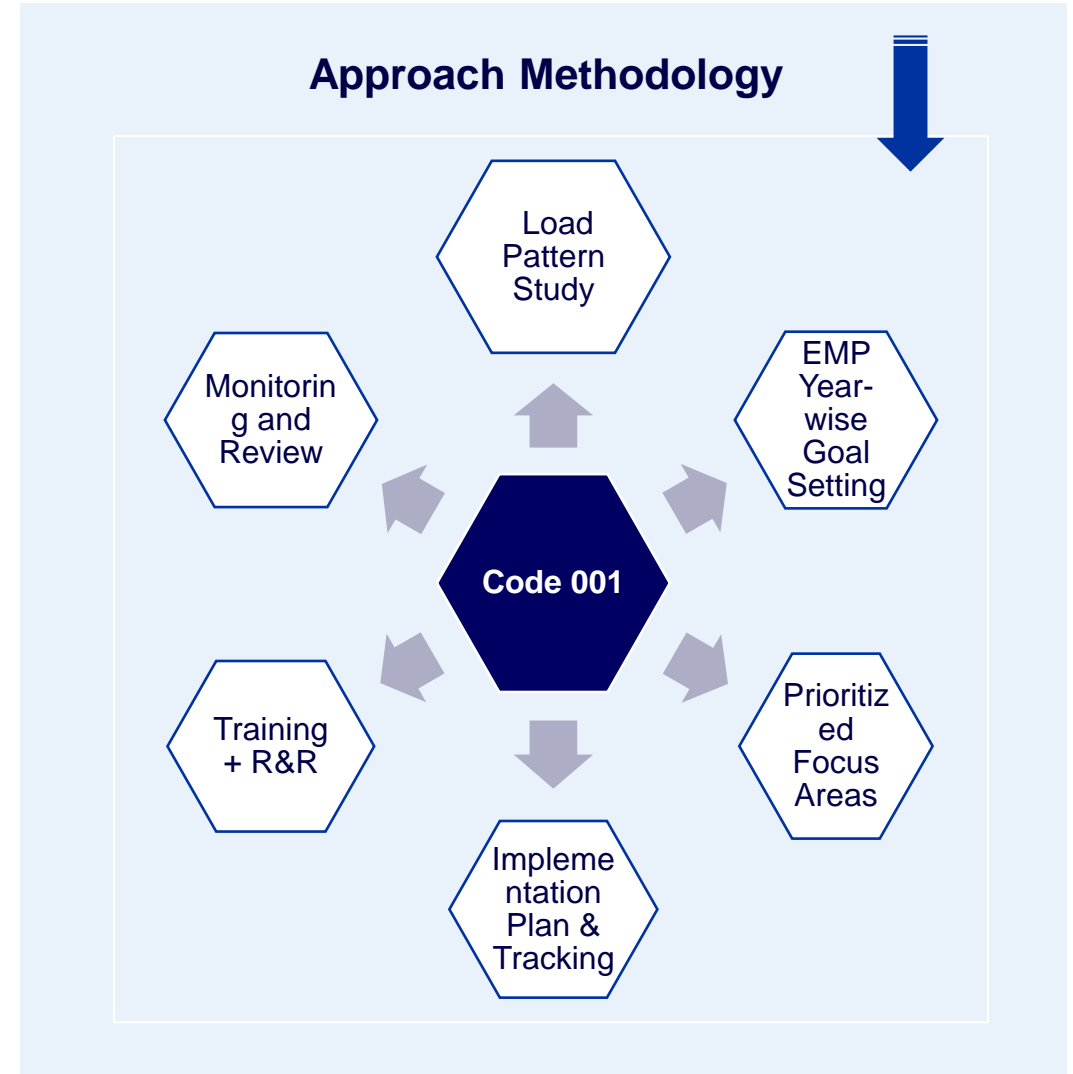 Approach Methodology
Load
Pattern
Study
EMP
Year-
wise
Goal
Setting
Prioritiz
ed
Focus
Areas
Impleme
ntation
Plan &
Tracking
Training
+ R&R
Monitorin
g and
Review
Code 001